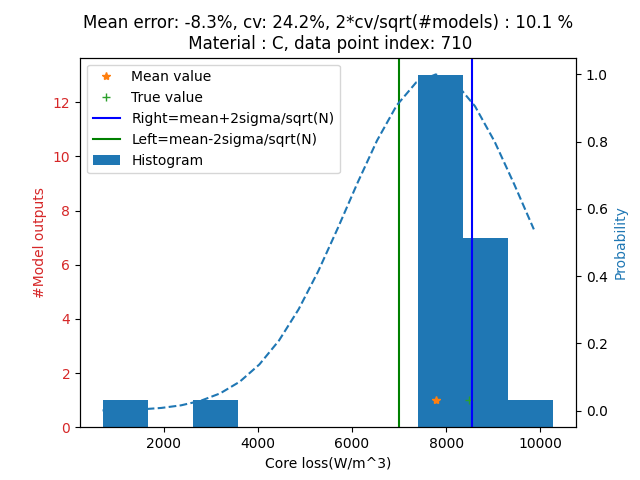 Mean error: -8.3%, cv: 24.2%, 2*cv/sqrt(#models) : 10.1 %
Material : C, data point index: 710
Mean value
True value
Right=mean+2sigma/sqrt(N)
Left=mean-2sigma/sqrt(N)
Histogram
#Model outputs
12
10
8
6
4
2
0
1.0
0.8
0.6
0.4
0.2
0.0
Probability
2000 4000 6000 8000 10000
Core loss(W/m^3)